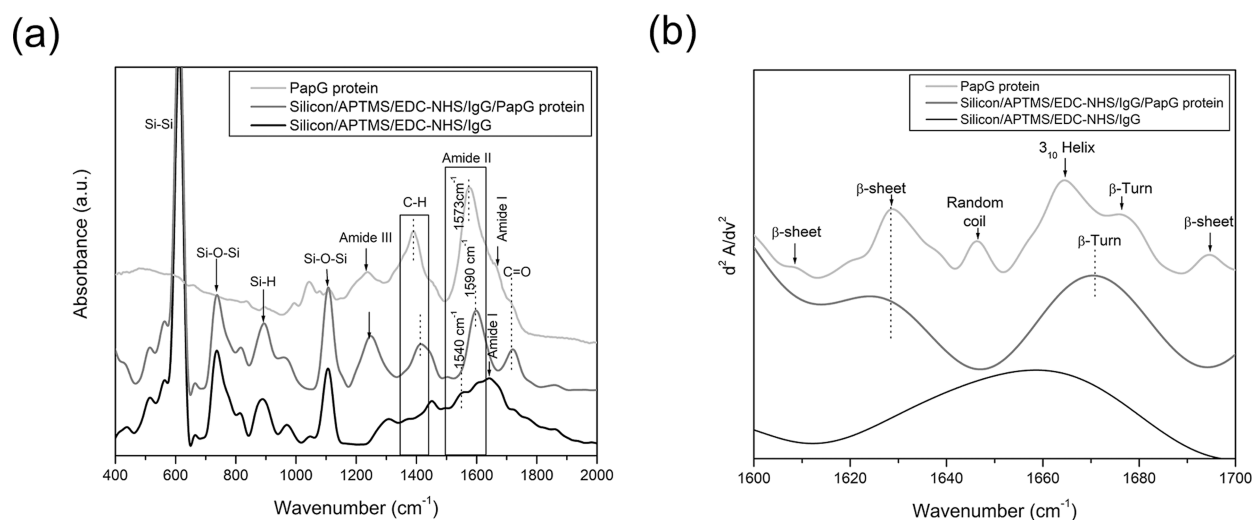 (a)
PapG protein
Silicon/APTMS/EDC-NHS/IgG/PapG protein
Silicon/APTMS/EDC-NHS/IgG
Si-Si
Si-O-Si
Si-H
Si-O-Si
Amide III
C-H
Amide II
1573cm⁻¹
1590 cm⁻¹
1540 cm⁻¹
Amide I
C=O
Amide I
Absorbance (a.u.)
400 600 800 1000 1200 1400 1600 1800 2000
Wavenumber (cm⁻¹)
(b)
PapG protein
Silicon/APTMS/EDC-NHS/IgG/PapG protein
Silicon/APTMS/EDC-NHS/IgG
3₁₀ Helix
β-sheet
β-Turn
Random
coil
β-sheet
β-Turn
β-sheet
d² A/dv²
1600 1620 1640 1660 1680 1700
Wavenumber (cm⁻¹)